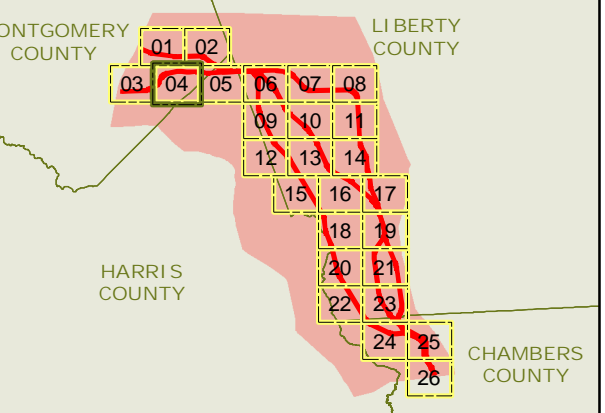 ONTGOMERY
COUNTY
LIBERTY
COUNTY
01 02
03 04 05 06 07 08
09 10 11
12 13 14
15 16 17
18 19
20 21
HARRIS
COUNTY
22 23
24 25
CHAMBERS
COUNTY
26